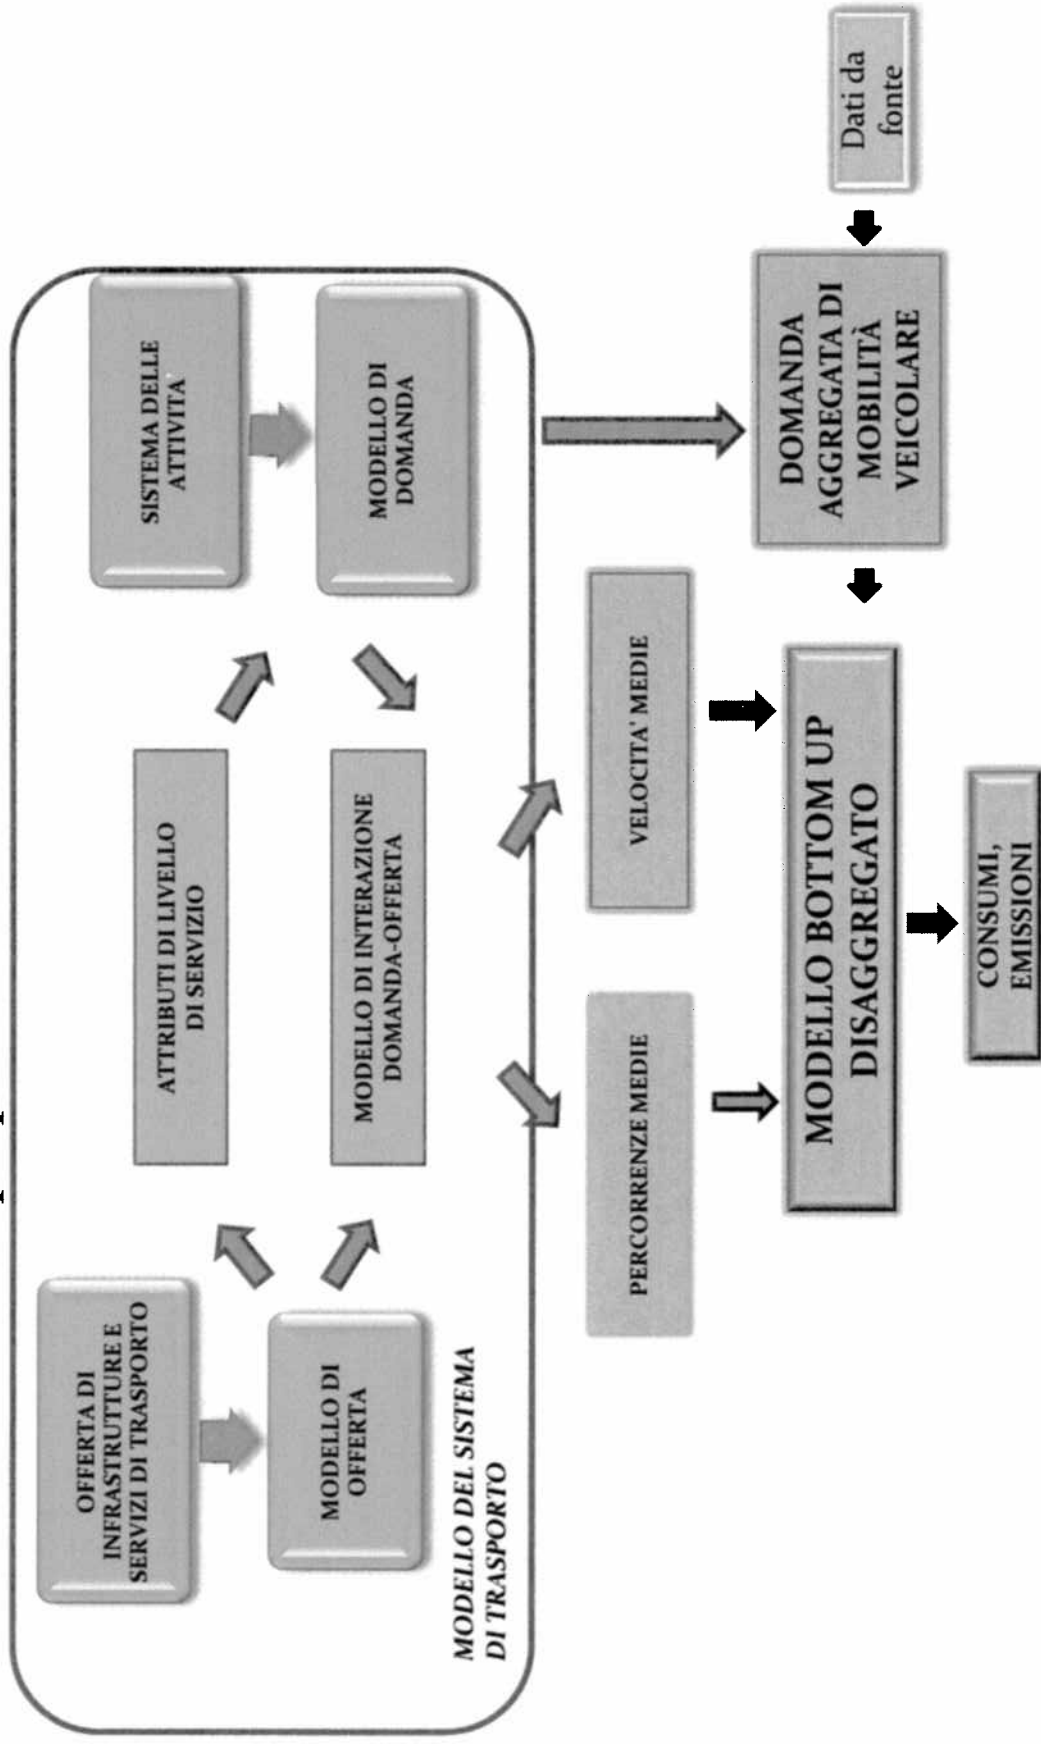 OFFERTA DI
INFRASTRUTTURE E
SERVIZI DI TRASPORTO
MODELLO DI
OFFERTA
MODELLO DEL SISTEMA
DI TRASPORTO
ATTRIBUTI DI LIVELLO
DI SERVIZIO
MODELLO DI INTERAZIONE
DOMANDA-OFFERTA
SISTEMA DELLE
ATTIVITA'
MODELLO DI
DOMANDA
PERCORRENZE MEDIE
VELOCITA' MEDIE
DOMANDA
AGGREGATA DI
MOBILITÀ
VEICOLARE
Dati da
fonte
MODELLO BOTTOM UP
DISAGGREGATO
CONSUMI,
EMISSIONI